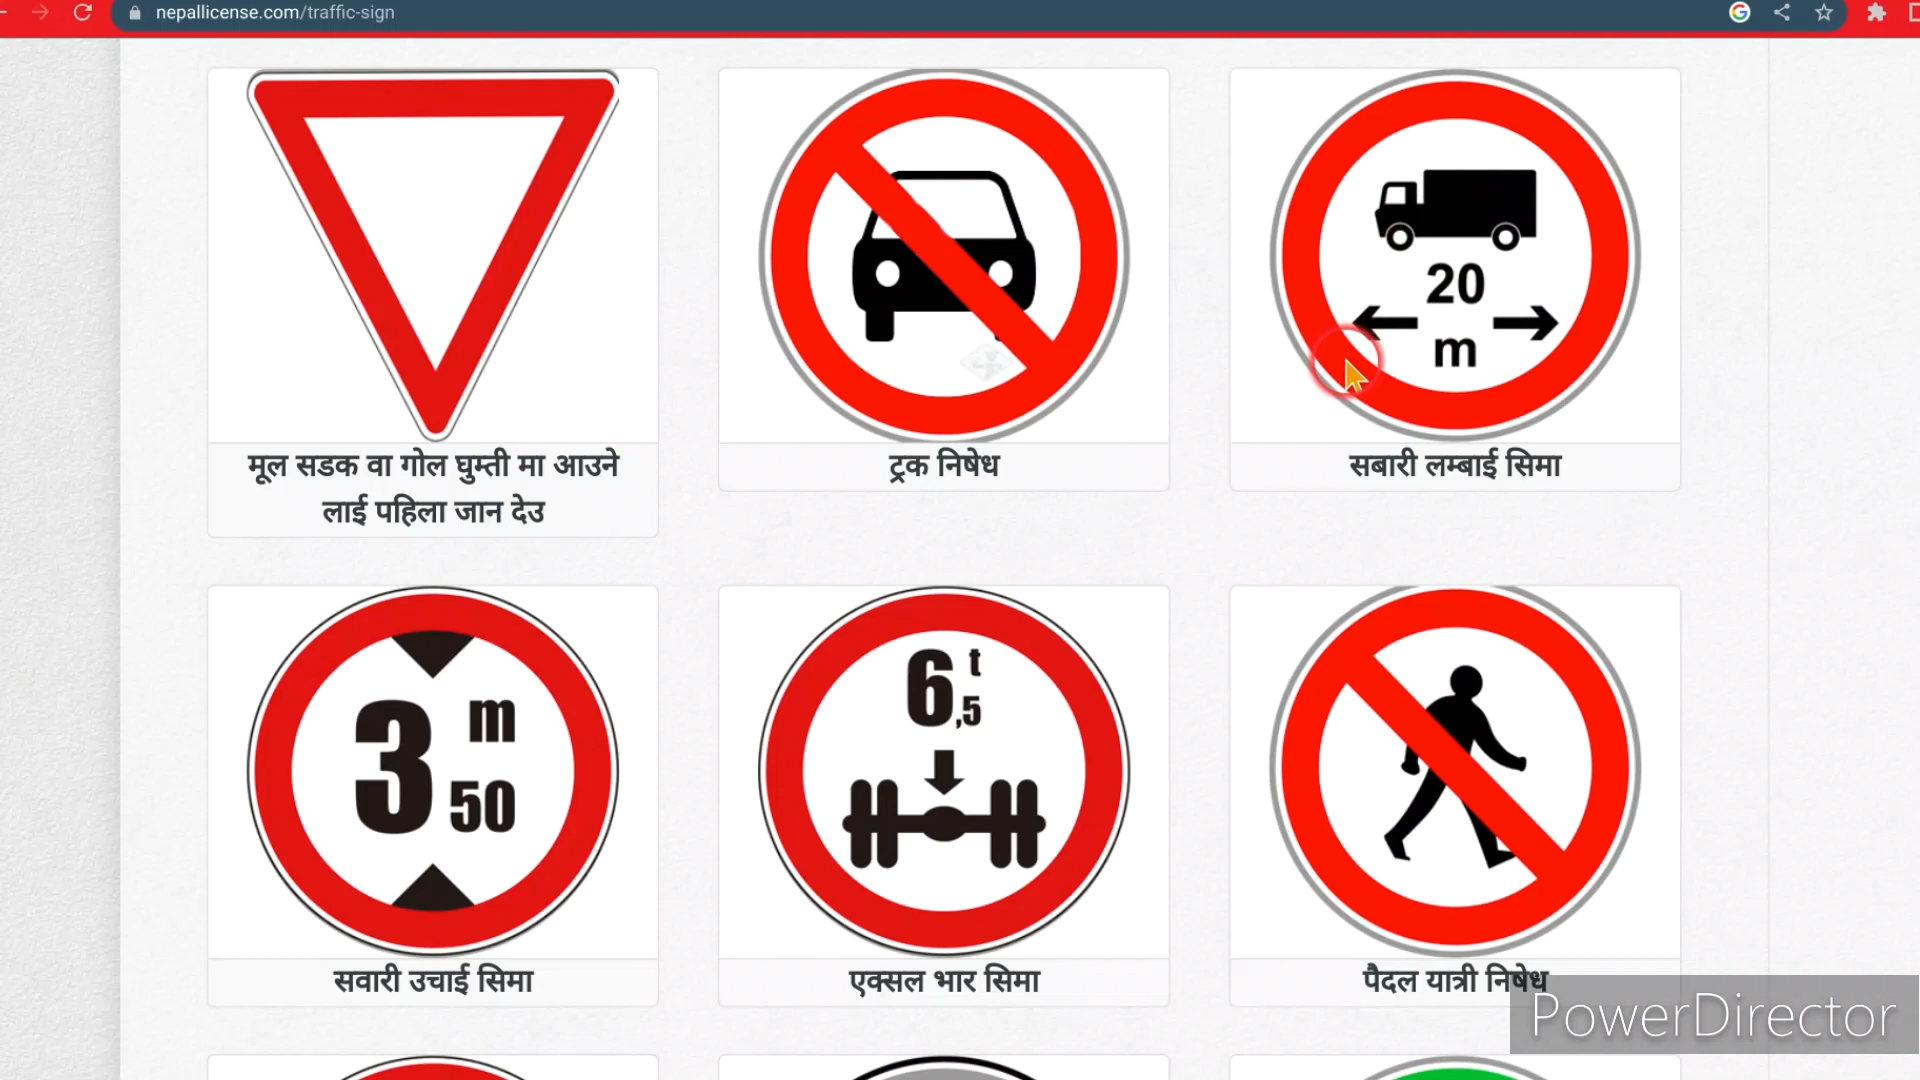 nepallicense.com/traffic-sign
20
m
मूल सडक वा गोल घुम्ती मा आउने
लाई पहिला जान देउ
ट्रक निषेध
सबारी लम्बाई सिमा
3 m 50
6,5 t
सवारी उचाई सिमा
एक्सल भार सिमा
पैदल यात्री निषेध
PowerDirector